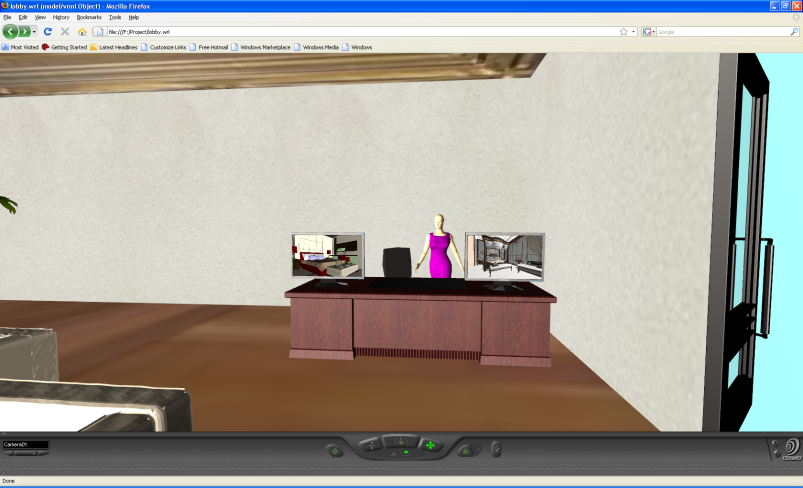 lobby.wrl (model/vrml Object) - Mozilla Firefox
File Edit View History Bookmarks Tools Help
file:///F:/Project/lobby.wrl
Google
Most Visited Getting Started Latest Headlines Customize Links Free Hotmail Windows Marketplace Windows Media Windows
Camera01
COSMO
Done